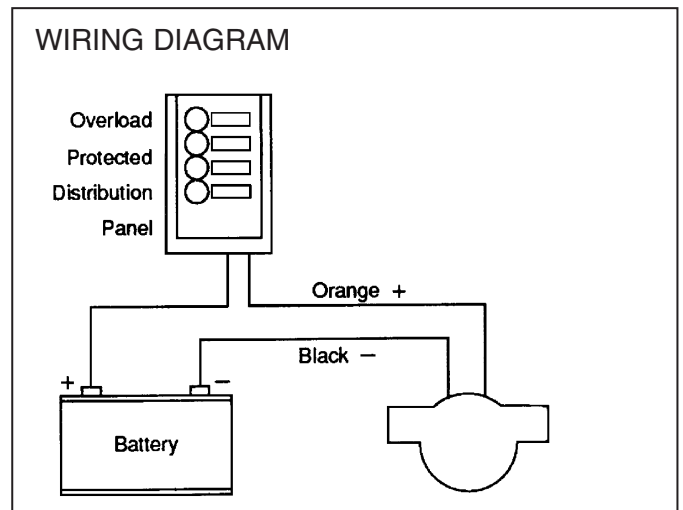 WIRING DIAGRAM
Overload
Protected
Distribution
Panel
Orange +
Black –
+ –
Battery